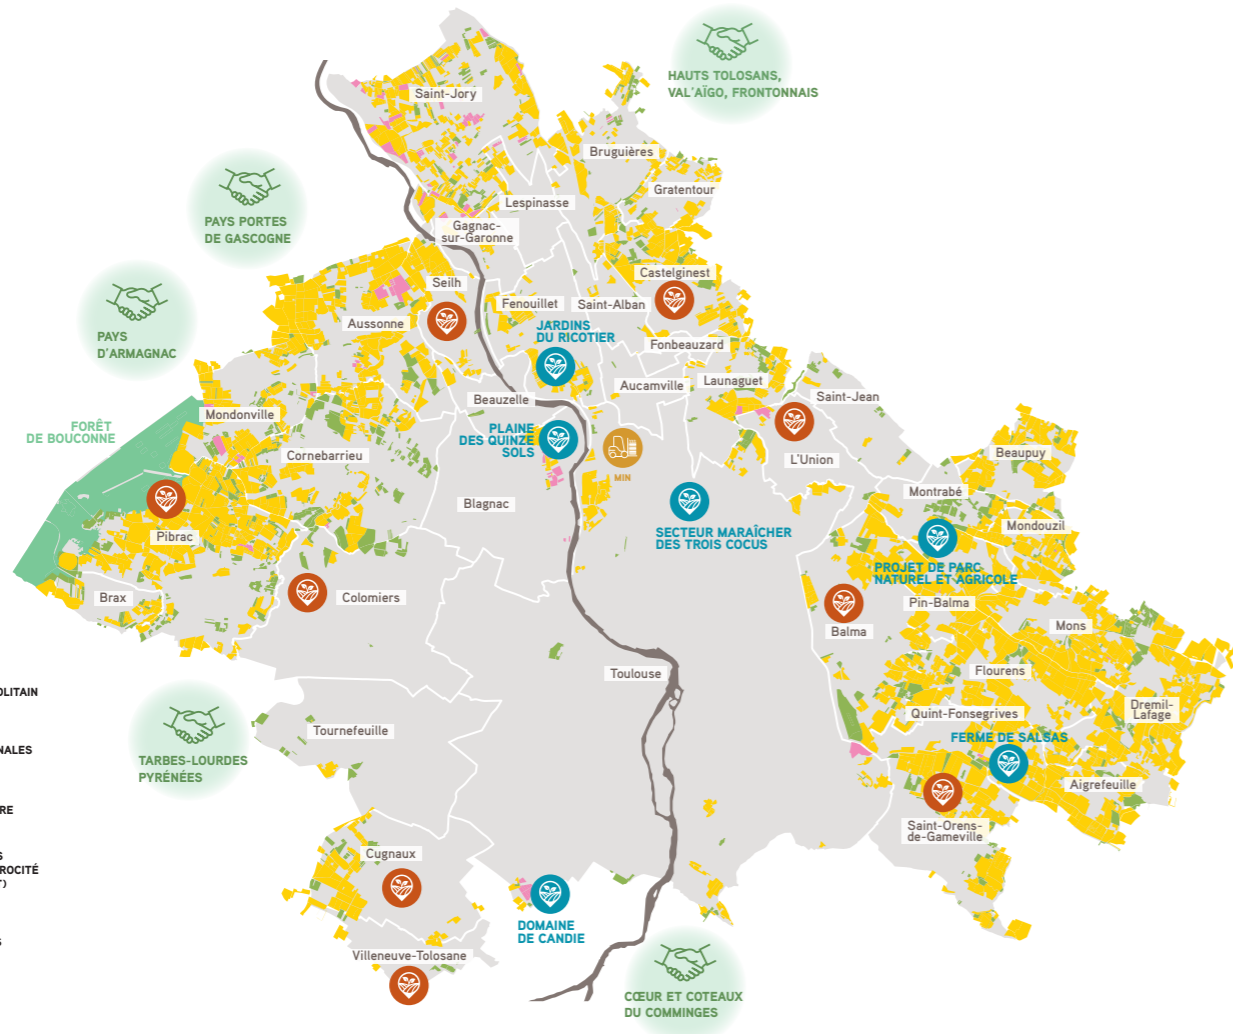 HAUTS TOLOSANS,
VAL'AÏGO, FRONTONNAIS
Saint-Jory
Bruguières
Gratentour
PAYS PORTES
DE GASCOGNE
Lespinasse
Gagnac-
sur-Garonne
Castelginest
Seilh
Fenouillet
Saint-Alban
PAYS
D'ARMAGNAC
Aussonne
JARDINS
DU RICOTIER
Fonbeauzard
Aucamville
Launaguet
Saint-Jean
Beauzelle
FORÊT
DE BOUCONNE
Mondonville
PLAINE
DES QUINZE
SOLS
Cornebarrieu
L'Union
Beaupuy
MIN
Montrabé
Blagnac
SECTEUR MARAÎCHER
DES TROIS COCUS
Mondouzil
Pibrac
PROJET DE PARC
NATUREL ET AGRICOLE
Brax
Colomiers
Pin-Balma
Balma
Mons
Toulouse
Flourens
OLITAIN
Dremil-
Lafage
Quint-Fonsegrives
Tournefeuille
FERME DE SALSAS
NALES
TARBES-LOURDES
PYRÉNÉES
Aigrefeuille
RE
Saint-Orens-
de-Gameville
S
ROCITÉ
T)
Cugnaux
DOMAINE
DE CANDIE
S
Villeneuve-Tolosane
CŒUR ET COTEAUX
DU COMMINGES